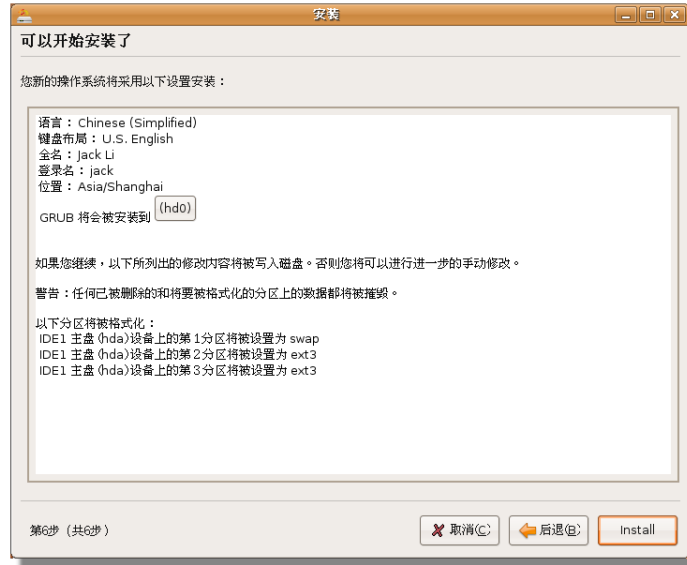 安装
可以开始安装了
您新的操作系统将采用以下设置安装：
语言：Chinese (Simplified)
键盘布局：U.S. English
全名：Jack Li
登录名：jack
位置：Asia/Shanghai
GRUB 将会被安装到 (hd0)
如果您继续，以下所列出的修改内容将被写入磁盘。否则您将可以进行进一步的手动修改。
警告：任何已被删除的和将要被格式化的分区上的数据都将被摧毁。
以下分区将被格式化：
IDE1 主盘 (hda)设备上的第1分区将被设置为 swap
IDE1 主盘 (hda)设备上的第2分区将被设置为 ext3
IDE1 主盘 (hda)设备上的第3分区将被设置为 ext3
第6步（共6步）
取消(C) 后退(B) Install